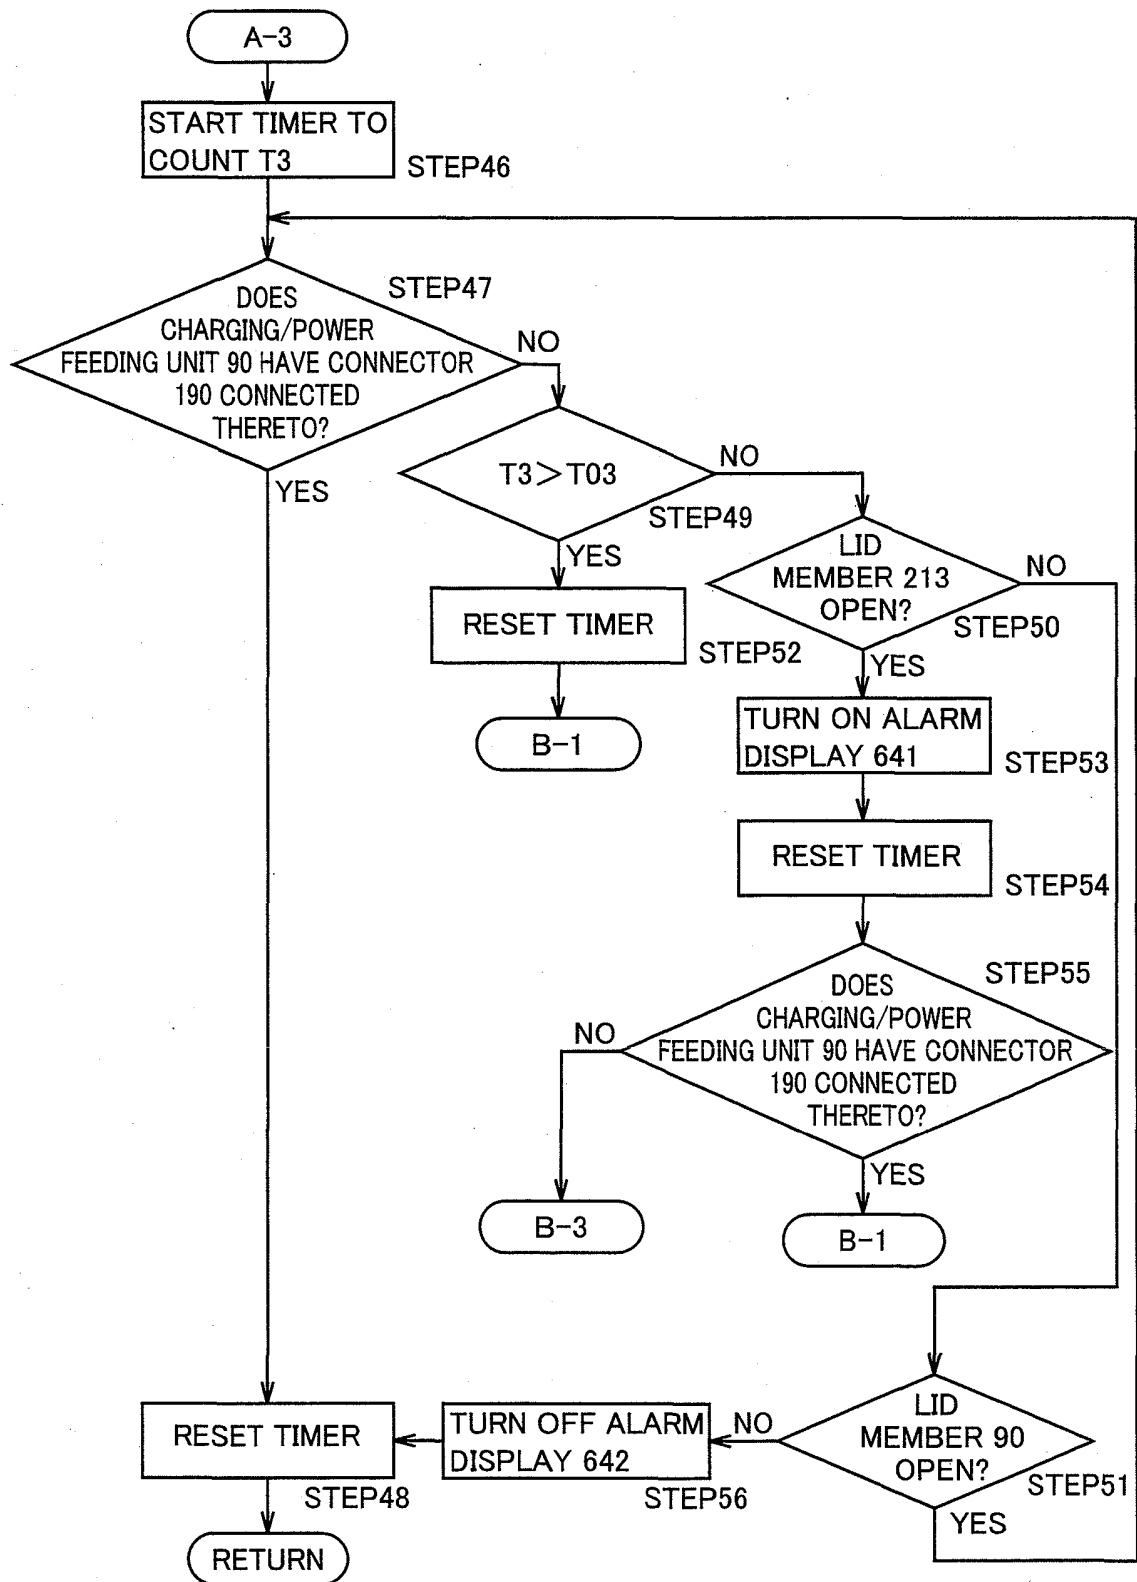 A-3
START TIMER TO
COUNT T3
STEP46
STEP47
DOES
CHARGING/POWER
FEEDING UNIT 90 HAVE CONNECTOR
190 CONNECTED
THERETO?
NO
YES
T3>T03
NO
STEP49
YES
LID
MEMBER 213
OPEN?
NO
STEP50
YES
RESET TIMER
STEP52
B-1
TURN ON ALARM
DISPLAY 641
STEP53
RESET TIMER
STEP54
STEP55
DOES
CHARGING/POWER
FEEDING UNIT 90 HAVE CONNECTOR
190 CONNECTED
THERETO?
NO
YES
B-3
B-1
LID
MEMBER 90
OPEN?
NO
STEP51
YES
TURN OFF ALARM
DISPLAY 642
STEP56
RESET TIMER
STEP48
RETURN